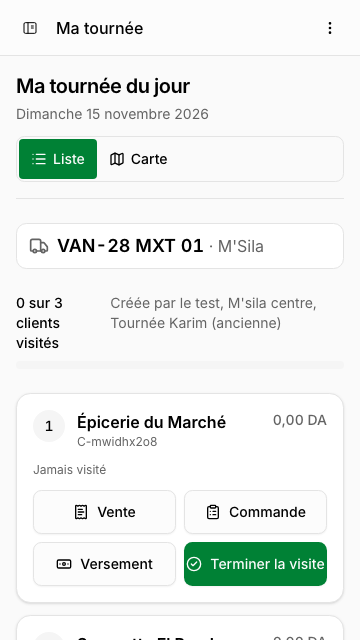 Ma tournée
Ma tournée du jour
Dimanche 15 novembre 2026
Liste
Carte
VAN-28 MXT 01 · M'Sila
0 sur 3 clients visités
Créée par le test, M'sila centre,
Tournée Karim (ancienne)
1
Épicerie du Marché
0,00 DA
C-mwidhx2o8
Jamais visité
Vente
Commande
Versement
Terminer la visite